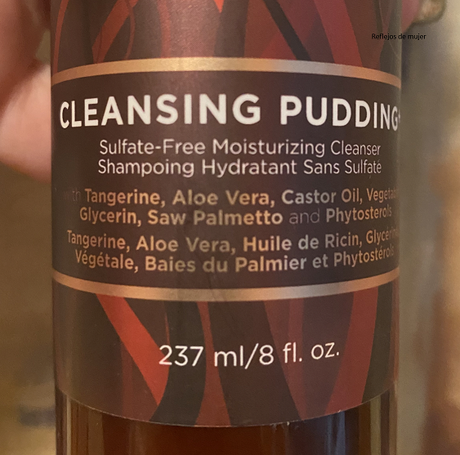 Reflejos de mujer
CLEANSING PUDDING
Sulfate-Free Moisturizing Cleanser
Shampoing Hydratant Sans Sulfate
Tangerine, Aloe Vera, Castor Oil,
Glycerin, Saw Palmetto and Phytosterols
Tangerine, Aloe Vera, Huile de Ricin,
Végétale, Baies du Palmier et Phytostérols
237 ml/8 fl. oz.